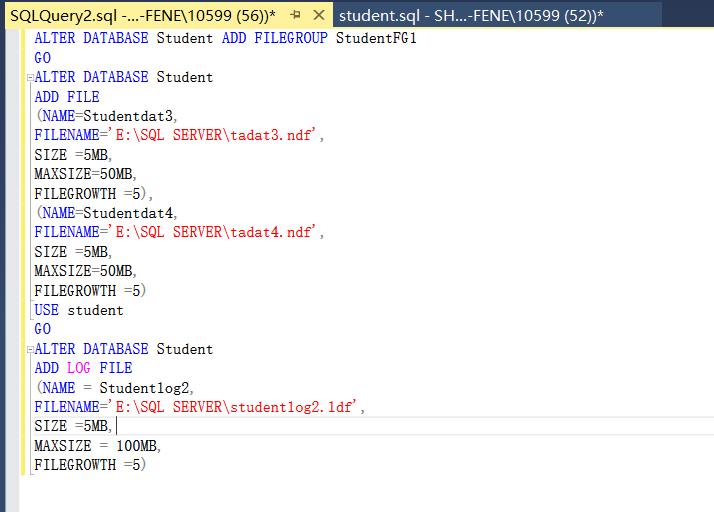 SQLQuery2.sql -...-FENE\10599 (56))* student.sql - SH...-FENE\10599 (52))*
ALTER DATABASE Student ADD FILEGROUP StudentFG1
GO
ALTER DATABASE Student
ADD FILE
(NAME=Studentdat3,
FILENAME='E:\SQL SERVER\tadat3.ndf',
SIZE =5MB,
MAXSIZE=50MB,
FILEGROWTH =5),
(NAME=Studentdat4,
FILENAME='E:\SQL SERVER\tadat4.ndf',
SIZE =5MB,
MAXSIZE=50MB,
FILEGROWTH =5)
USE student
GO
ALTER DATABASE Student
ADD LOG FILE
(NAME = Studentlog2,
FILENAME='E:\SQL SERVER\studentlog2.ldf',
SIZE =5MB,
MAXSIZE = 100MB,
FILEGROWTH =5)